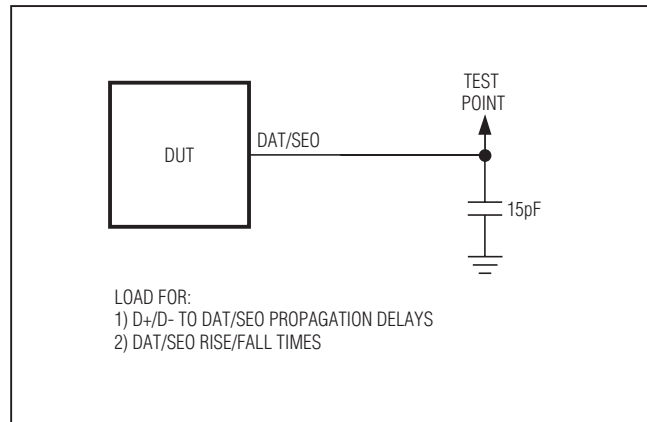 TEST
POINT
DAT/SEO
DUT
15pF
LOAD FOR:
1) D+/D- TO DAT/SEO PROPAGATION DELAYS
2) DAT/SEO RISE/FALL TIMES